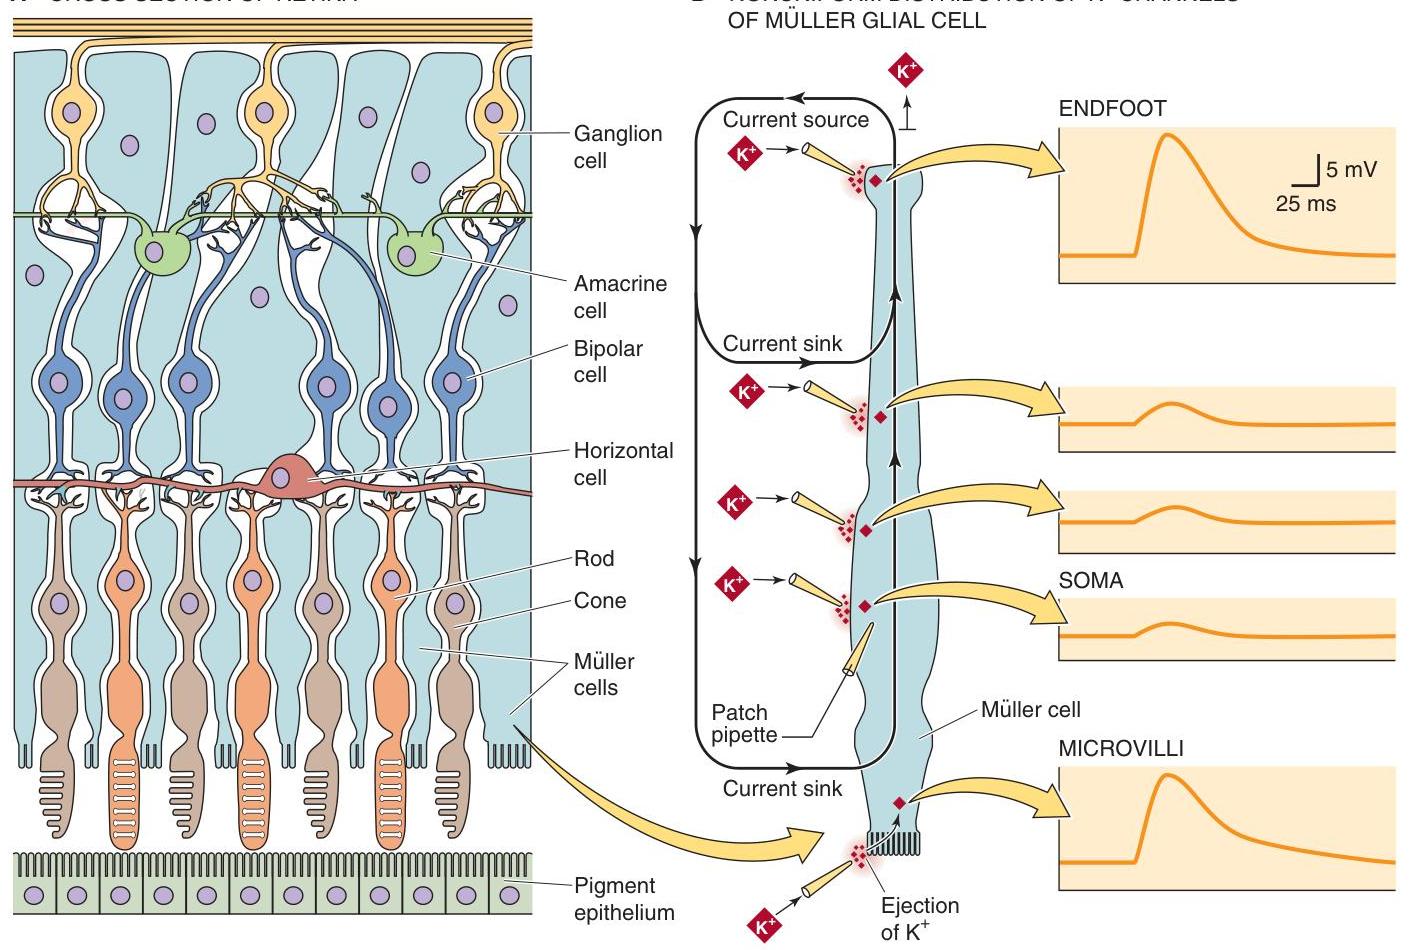 OF MÜLLER GLIAL CELL
Ganglion
cell
Amacrine
cell
Bipolar
cell
Horizontal
cell
Rod
Cone
Müller
cells
Pigment
epithelium
K+
Current source
K+
Current sink
K+
K+
K+
Patch
pipette
Current sink
Müller cell
K+
Ejection
of K+
ENDFOOT
5 mV
25 ms
SOMA
MICROVILLI